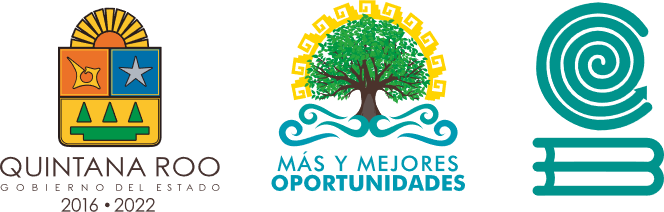 QUINTANA ROO
GOBIERNO DEL ESTADO
2016 • 2022
MÁS Y MEJORES
OPORTUNIDADES